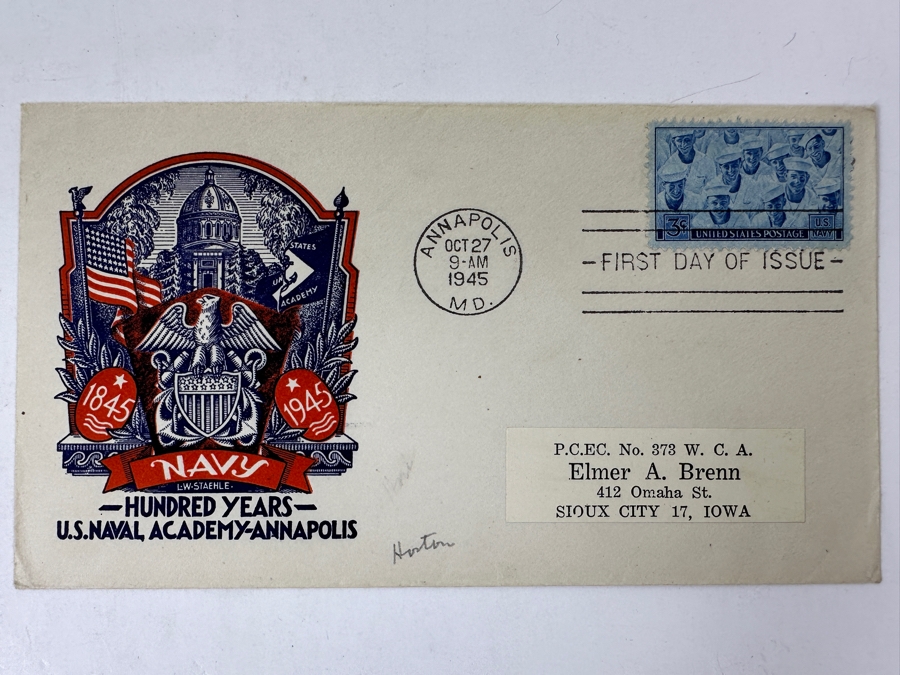 STATES
U.
ACADEMY
1845
1945
NAVY
L·W·STAEHLE·
—HUNDRED YEARS—
U.S. NAVAL ACADEMY-ANNAPOLIS
ANNAPOLIS
OCT 27
9-AM
1945
MD.
3¢ UNITED STATES POSTAGE U.S. NAVY
—FIRST DAY OF ISSUE—
P.C.EC. No. 373 W. C. A.
Elmer A. Brenn
412 Omaha St.
SIOUX CITY 17, IOWA
Horton